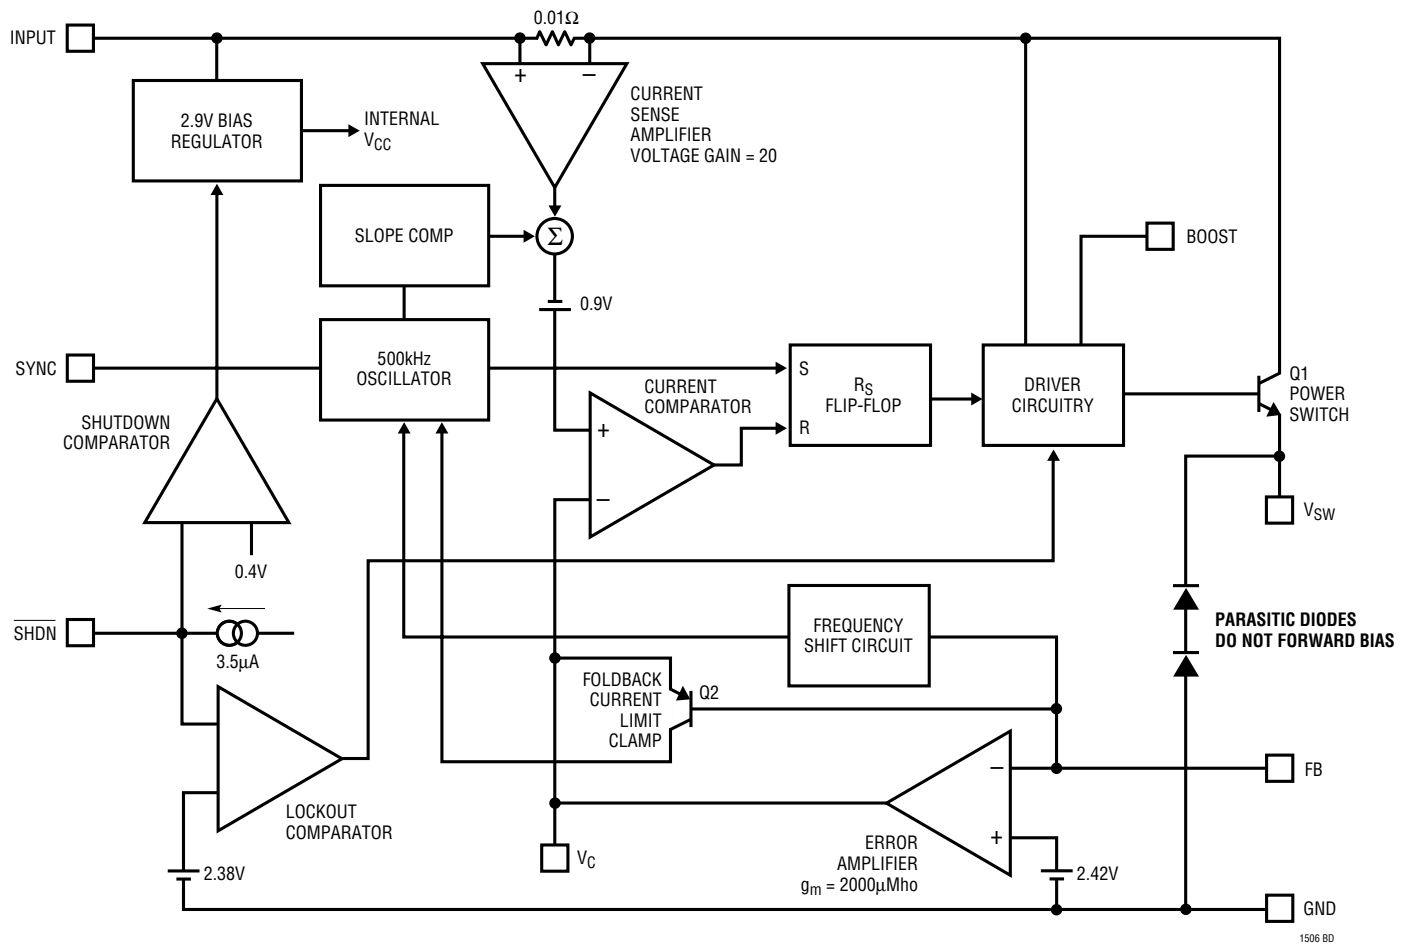 0.01Ω
INPUT
+
–
2.9V BIAS
REGULATOR
INTERNAL
VCC
CURRENT
SENSE
AMPLIFIER
VOLTAGE GAIN = 20
SLOPE COMP
Σ
BOOST
0.9V
SYNC
500kHz
OSCILLATOR
S
R
RS
FLIP-FLOP
DRIVER
CIRCUITRY
Q1
POWER
SWITCH
CURRENT
COMPARATOR
+
–
SHUTDOWN
COMPARATOR
VSW
0.4V
SHDN
3.5µA
FREQUENCY
SHIFT CIRCUIT
PARASITIC DIODES
DO NOT FORWARD BIAS
FOLDBACK
CURRENT
LIMIT
CLAMP
Q2
–
+
FB
LOCKOUT
COMPARATOR
ERROR
AMPLIFIER
gm = 2000µMho
VC
2.38V
2.42V
GND
1506 BD